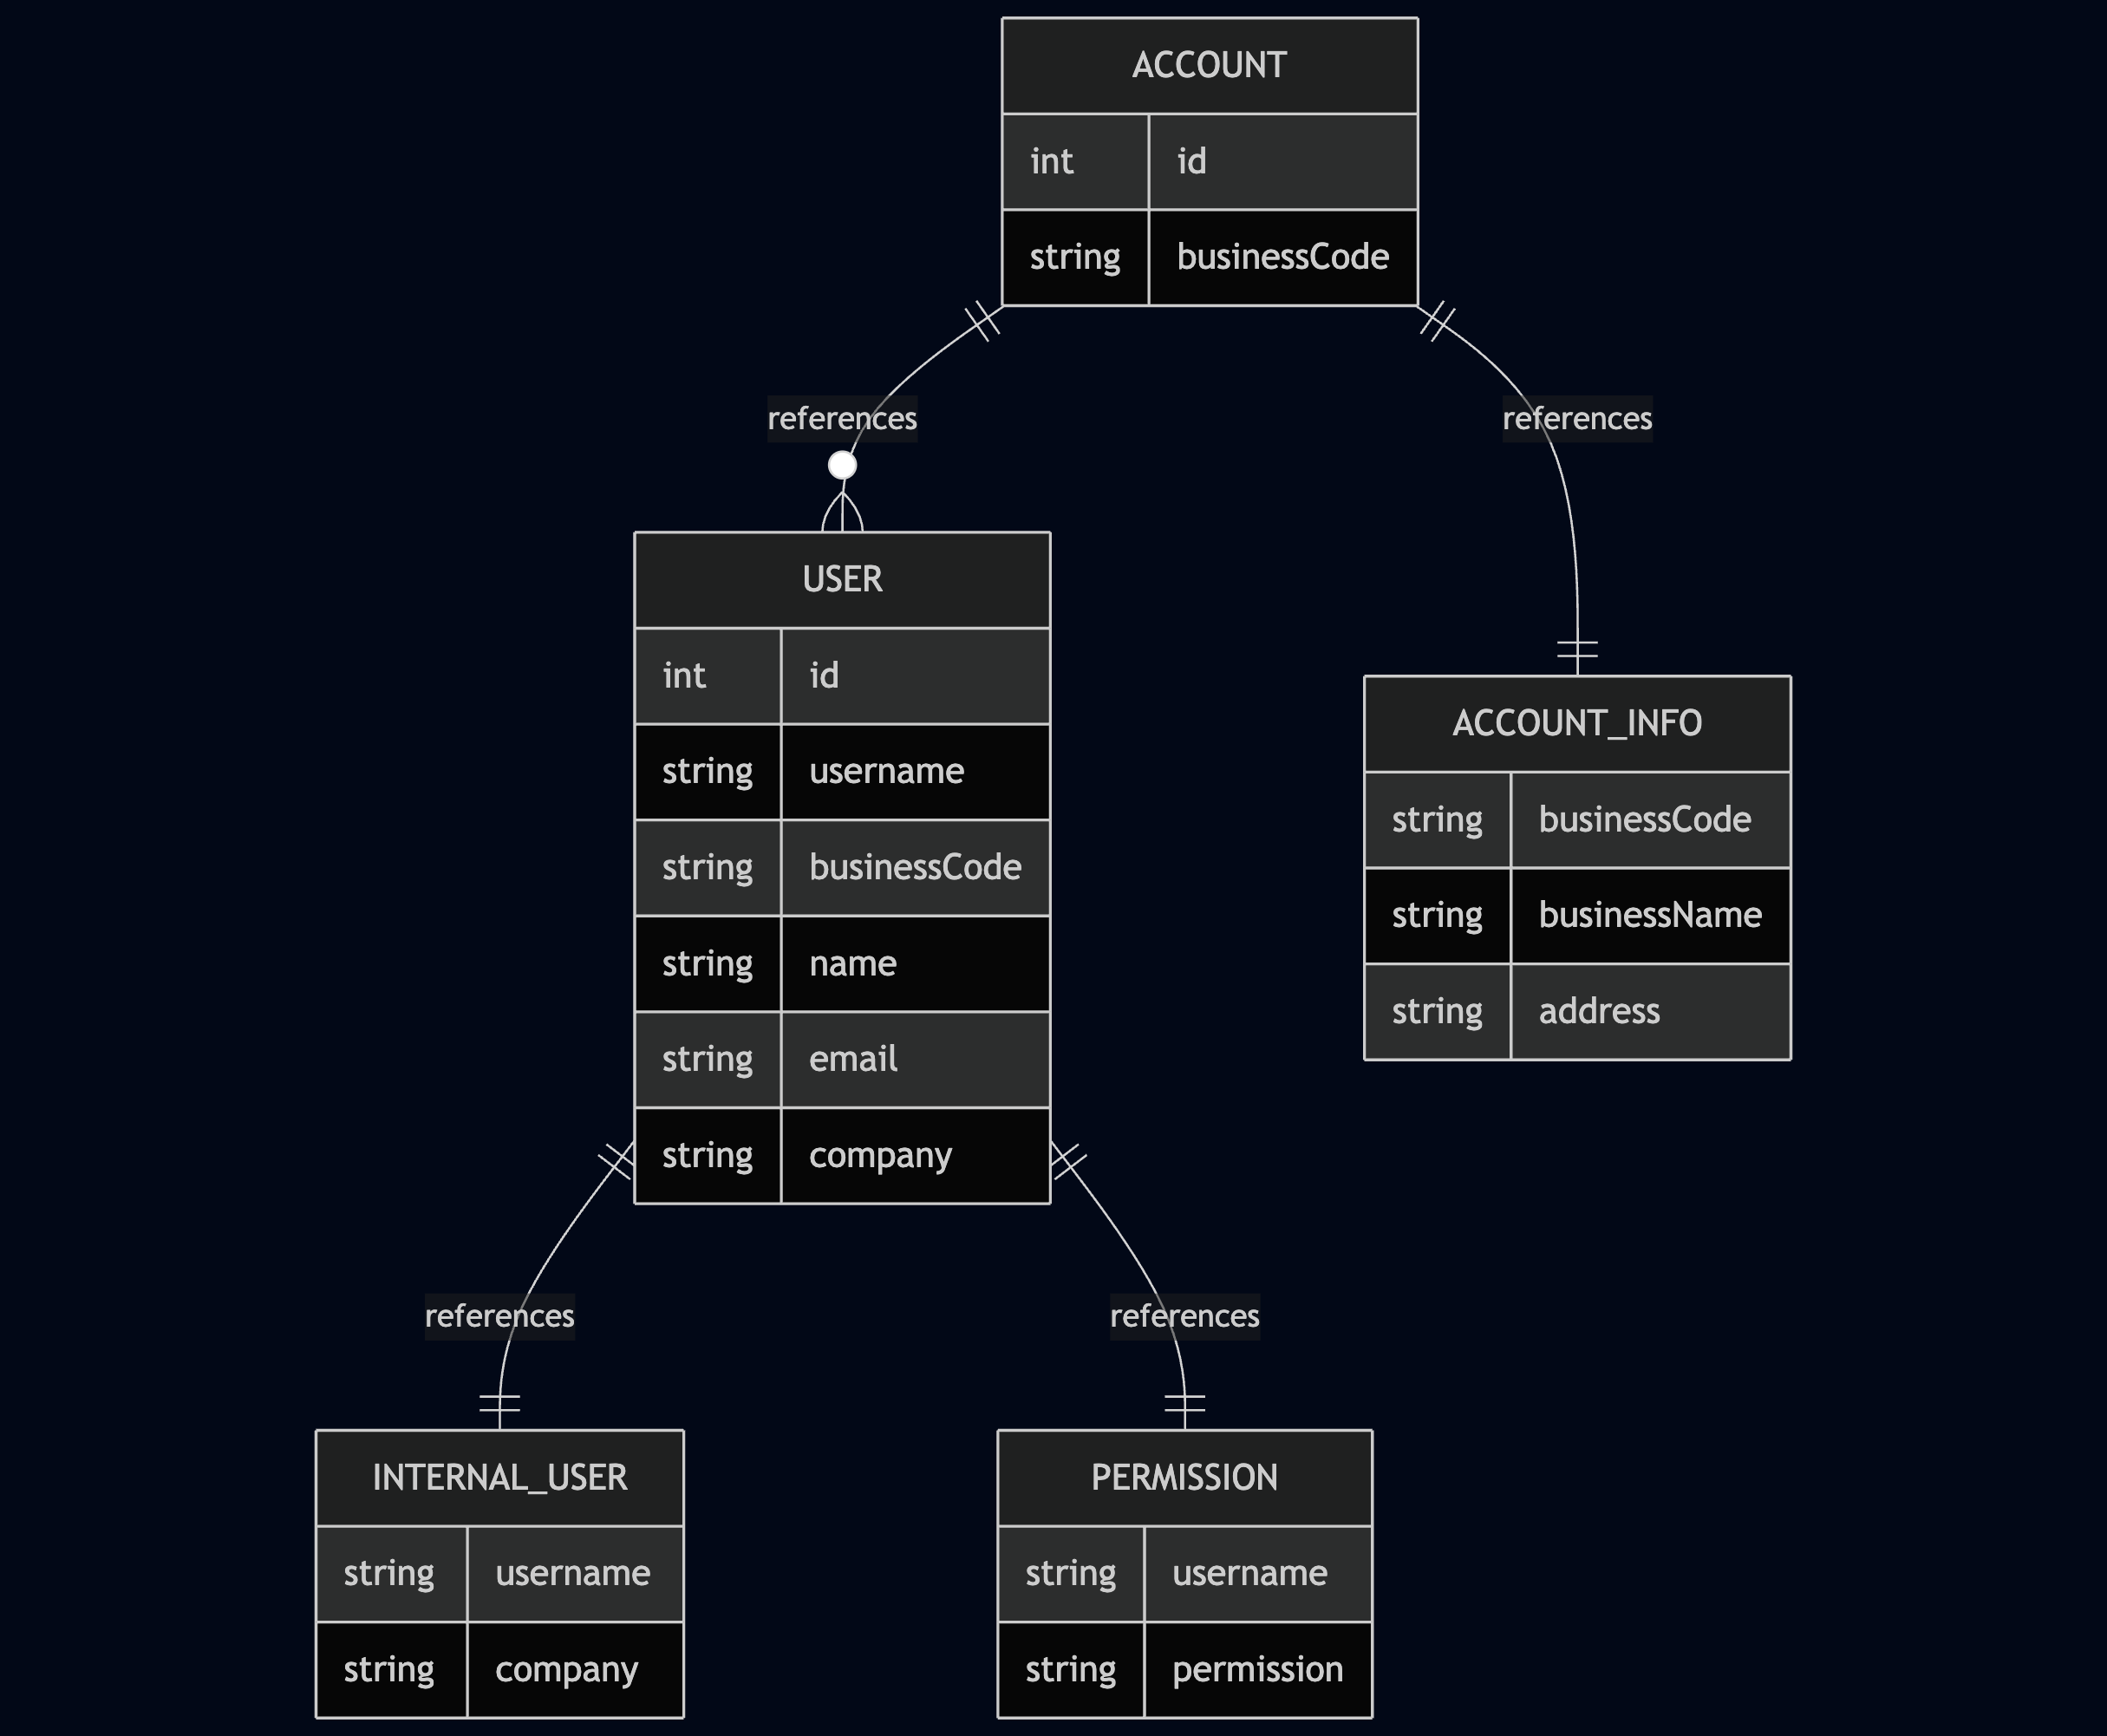 ACCOUNT
int id
string businessCode
references
references
USER
int id
string username
string businessCode
string name
string email
string company
ACCOUNT_INFO
string businessCode
string businessName
string address
references
references
INTERNAL_USER
string username
string company
PERMISSION
string username
string permission